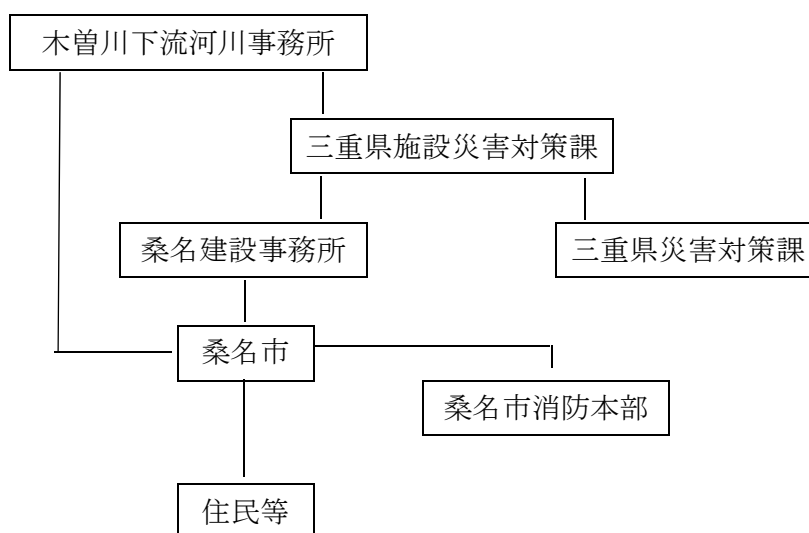 木曽川下流河川事務所
三重県施設災害対策課
桑名建設事務所
三重県災害対策課
桑名市
桑名市消防本部
住民等